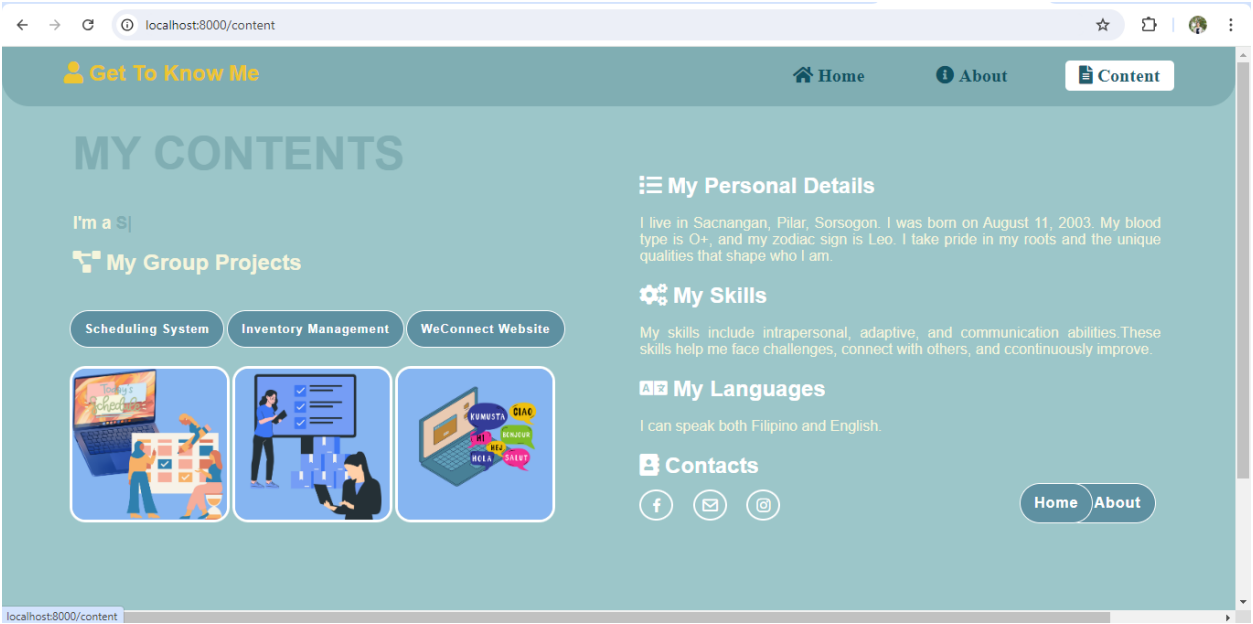 localhost:8000/content
Get To Know Me
Home
About
Content
MY CONTENTS
I'm a S|
My Group Projects
Scheduling System
Inventory Management
WeConnect Website
Today's
Schedule
KUMUSTA
CIAO
HI
BENJOUR
HEJ
HOLA
SALUT
My Personal Details
I live in Sacnangan, Pilar, Sorsogon. I was born on August 11, 2003. My blood
type is O+, and my zodiac sign is Leo. I take pride in my roots and the unique
qualities that shape who I am.
My Skills
My skills include intrapersonal, adaptive, and communication abilities.These
skills help me face challenges, connect with others, and ccontinuously improve.
My Languages
I can speak both Filipino and English.
Contacts
Home
About
localhost:8000/content